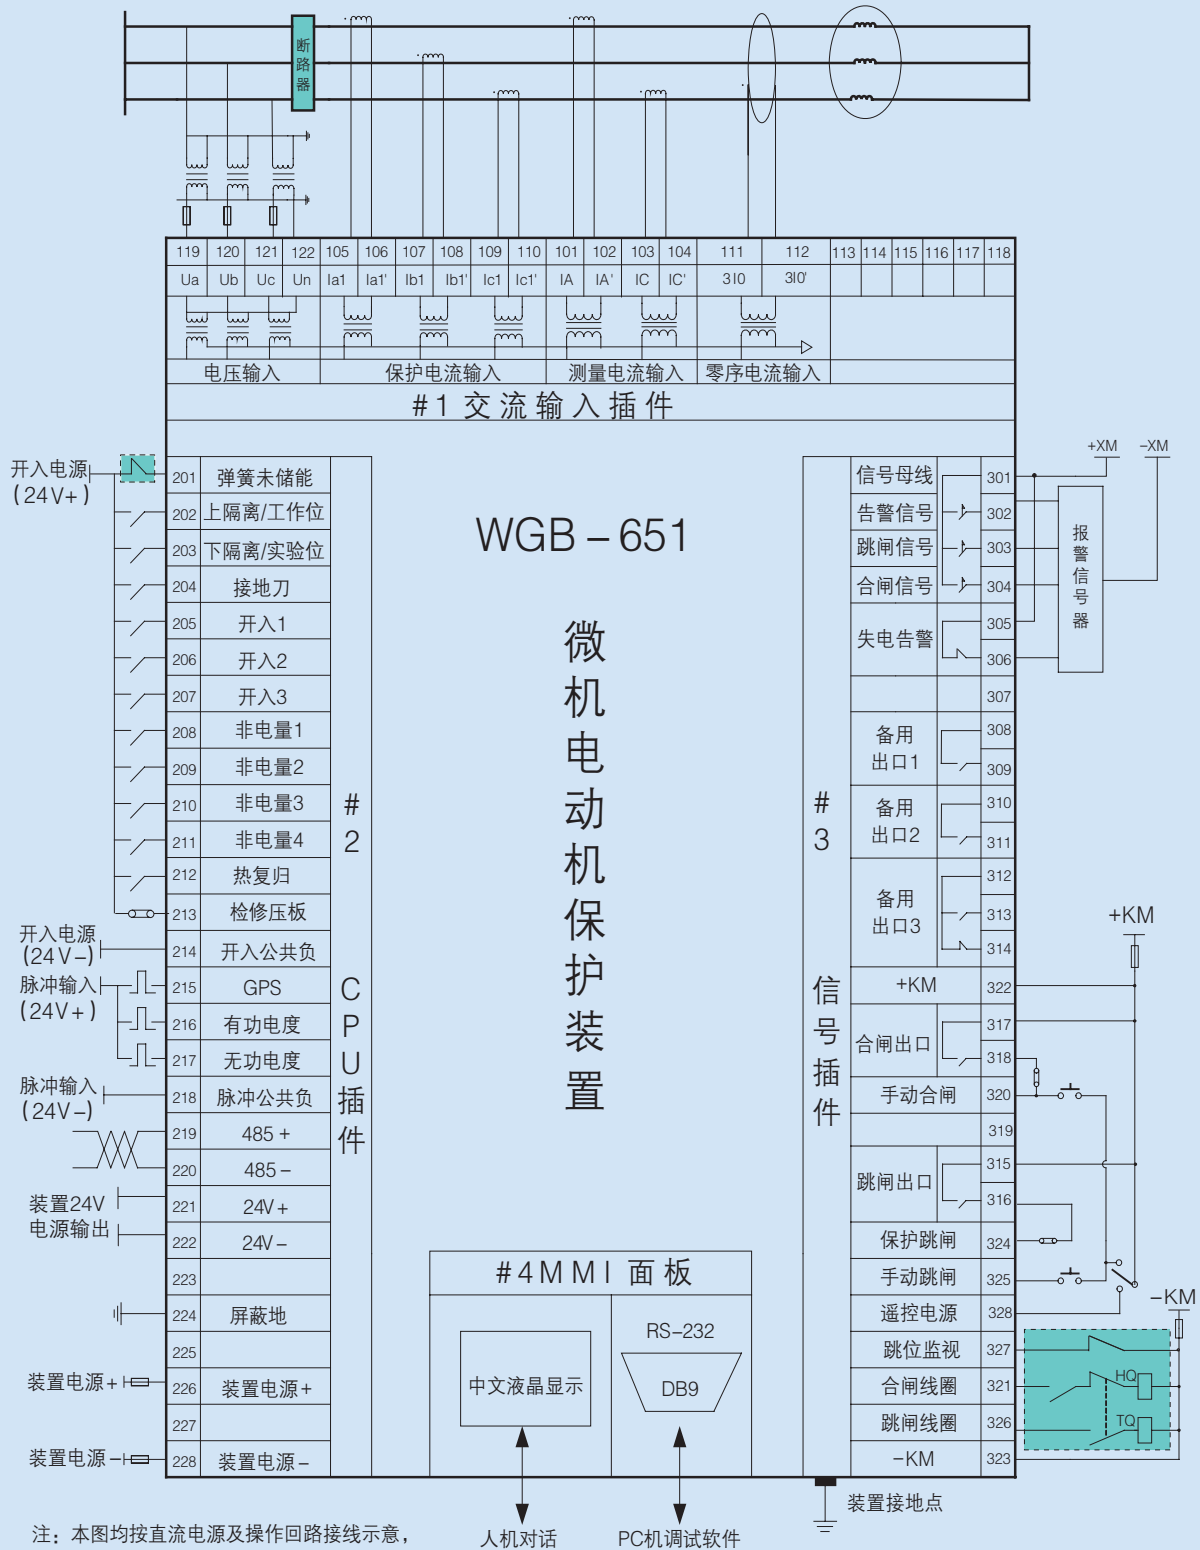 断路器
119 120 121 122 105 106 107 108 109 110 101 102 103 104 111 112 113 114 115 116 117 118
Ua Ub Uc Un Ia1 Ia1' Ib1 Ib1' Ic1 Ic1' IA IA' IC IC' 3I0 3I0'
电压输入 保护电流输入 测量电流输入 零序电流输入
#1交流输入插件
WGB-651
微机电动机保护装置
开入电源
(24V+)
201 弹簧未储能
202 上隔离/工作位
203 下隔离/实验位
204 接地刀
205 开入1
206 开入2
207 开入3
208 非电量1
209 非电量2
210 非电量3
211 非电量4
212 热复归
213 检修压板
开入电源
(24V-)
214 开入公共负
脉冲输入
(24V+)
215 GPS
216 有功电度
217 无功电度
脉冲输入
(24V-)
218 脉冲公共负
219 485+
220 485-
装置24V
电源输出
221 24V+
222 24V-
223
224 屏蔽地
225
装置电源+
226 装置电源+
227
装置电源-
228 装置电源-
#2
CPU插件
#3
信号插件
信号母线 301
告警信号 302
跳闸信号 303
合闸信号 304
失电告警 305
306
307
备用
出口1
308
309
备用
出口2
310
311
备用
出口3
312
313
314
+KM 322
合闸出口 317
318
手动合闸 320
319
跳闸出口 315
316
保护跳闸 324
手动跳闸 325
遥控电源 328
跳位监视 327
合闸线圈 321
跳闸线圈 326
-KM 323
+XM -XM
报警信号器
+KM
-KM
HQ
TQ
#4MMI面板
中文液晶显示
RS-232
DB9
装置接地点
人机对话
PC机调试软件
注：本图均按直流电源及操作回路接线示意，